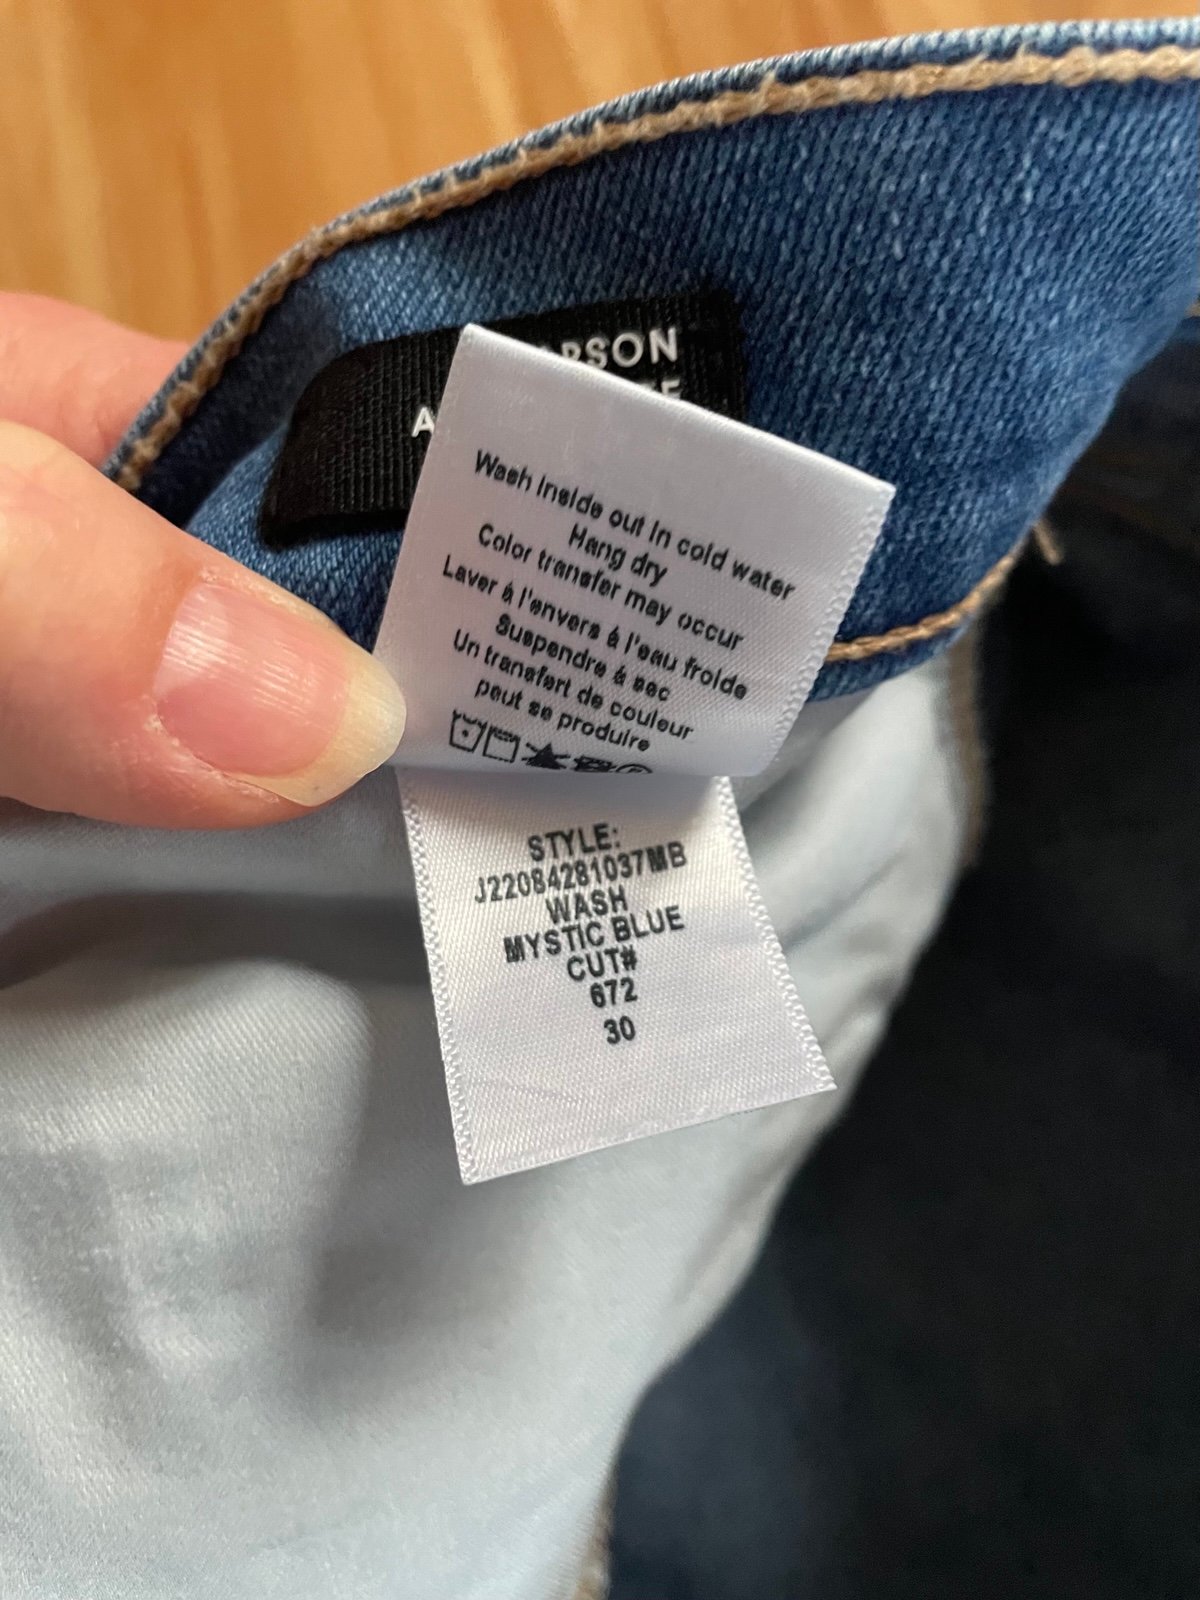 RSON
A
Wash inside out in cold water
Hang dry
Color transfer may occur
Laver à l'envers à l'eau froide
Suspendre à sec
Un transfert de couleur
peut se produire
STYLE:
J22084281037MB
WASH
MYSTIC BLUE
CUT#
672
30